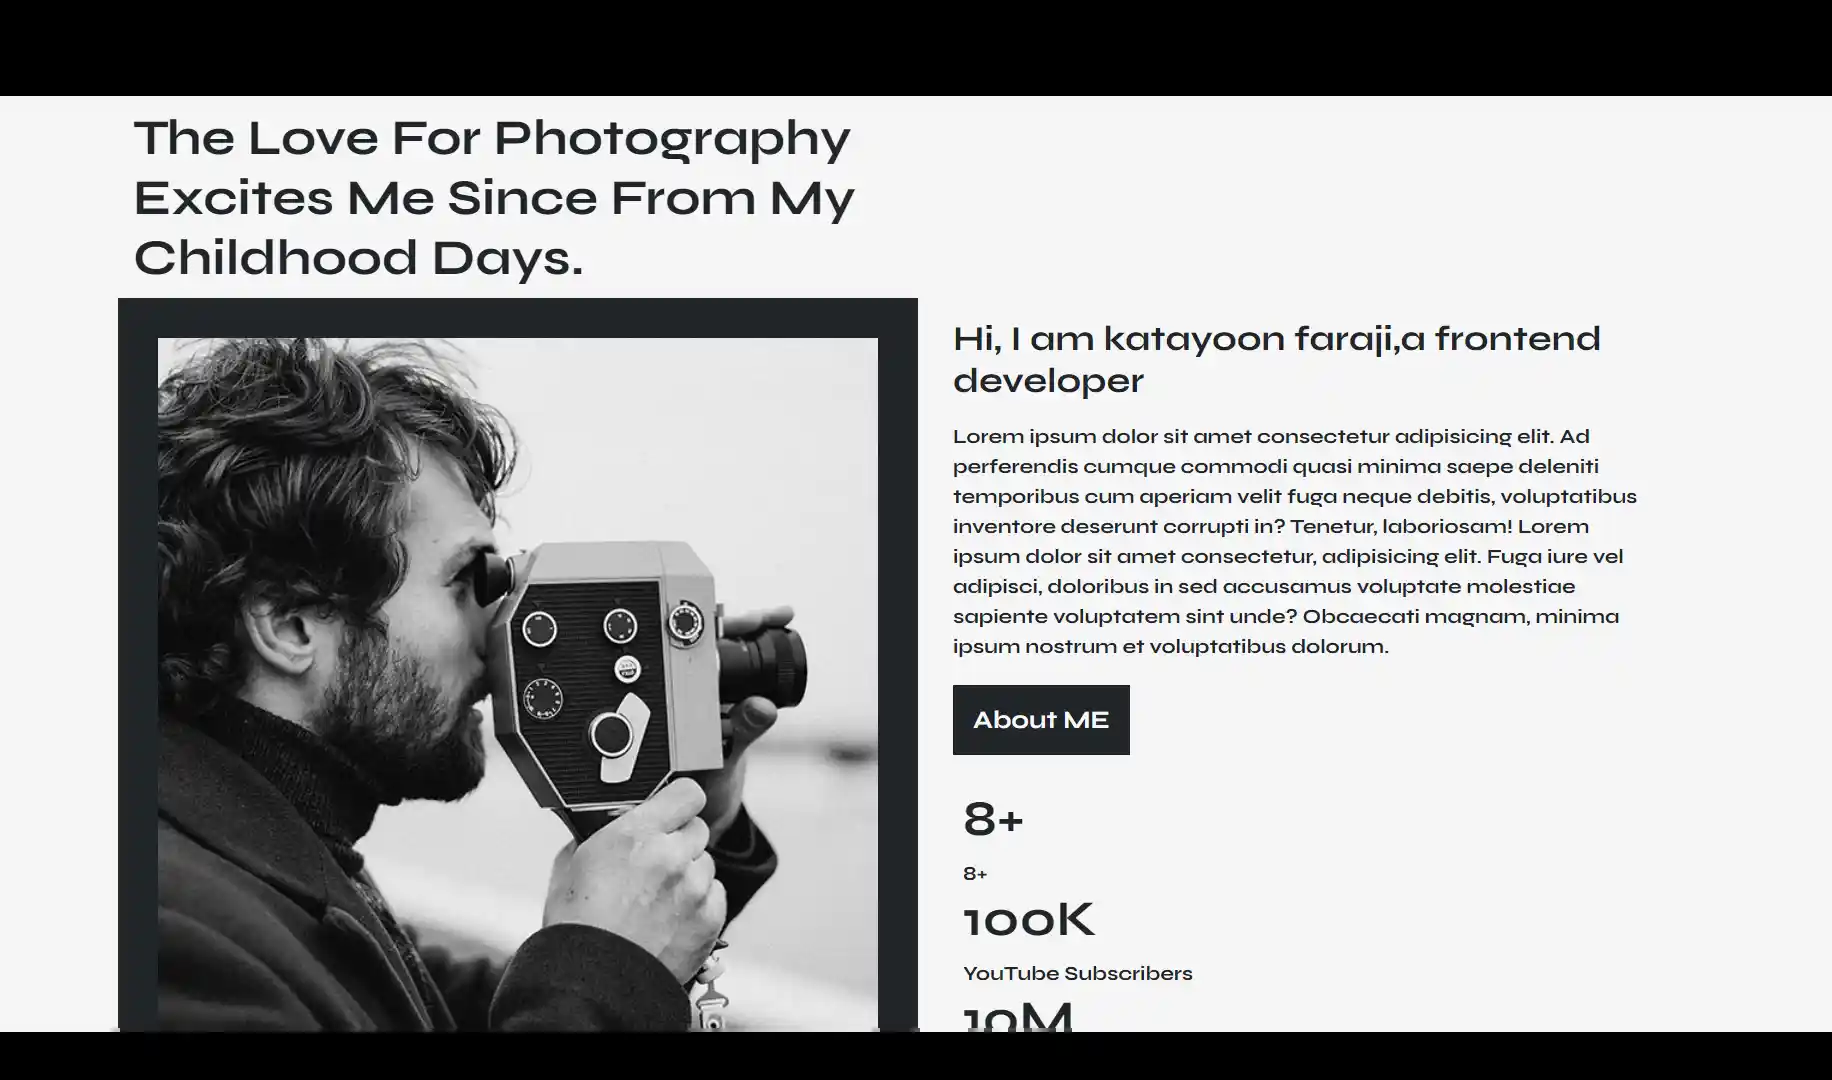 The Love For Photography
Excites Me Since From My
Childhood Days.
Hi, I am katayoon faraji,a frontend
developer
Lorem ipsum dolor sit amet consectetur adipisicing elit. Ad
perferendis cumque commodi quasi minima saepe deleniti
temporibus cum aperiam velit fuga neque debitis, voluptatibus
inventore deserunt corrupti in? Tenetur, laboriosam! Lorem
ipsum dolor sit amet consectetur, adipisicing elit. Fuga iure vel
adipisci, doloribus in sed accusamus voluptate molestiae
sapiente voluptatem sint unde? Obcaecati magnam, minima
ipsum nostrum et voluptatibus dolorum.
About ME
8+
8+
100K
YouTube Subscribers
10M